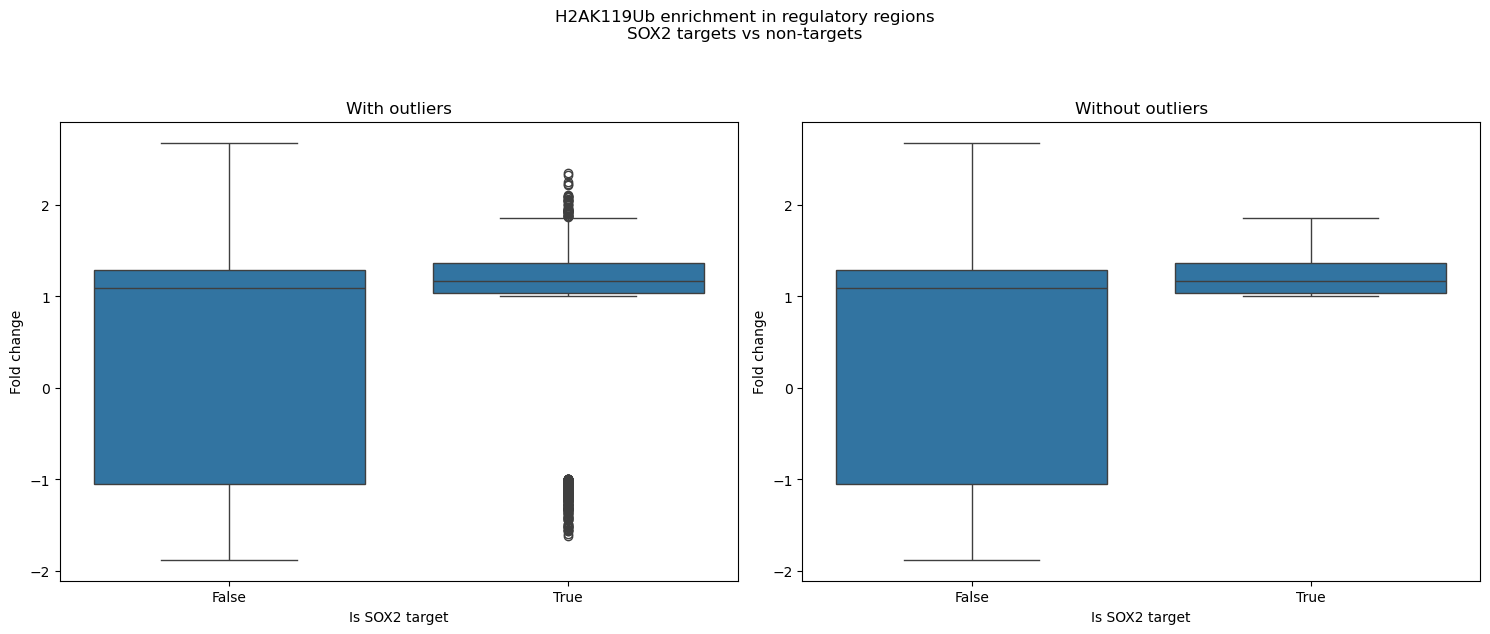 H2AK119Ub enrichment in regulatory regions
SOX2 targets vs non-targets
With outliers
Fold change
2
1
0
−1
−2
False
True
Is SOX2 target
Without outliers
Fold change
2
1
0
−1
−2
False
True
Is SOX2 target